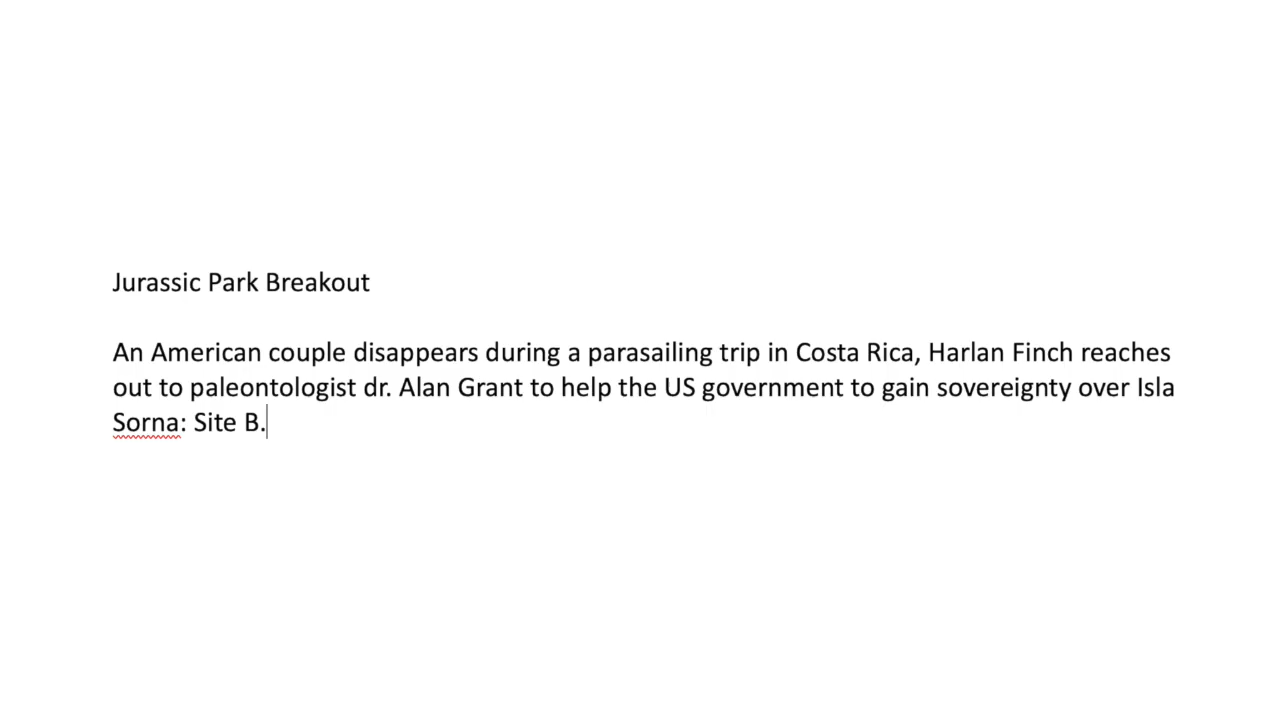 Jurassic Park Breakout
An American couple disappears during a parasailing trip in Costa Rica, Harlan Finch reaches
out to paleontologist dr. Alan Grant to help the US government to gain sovereignty over Isla
Sorna: Site B.